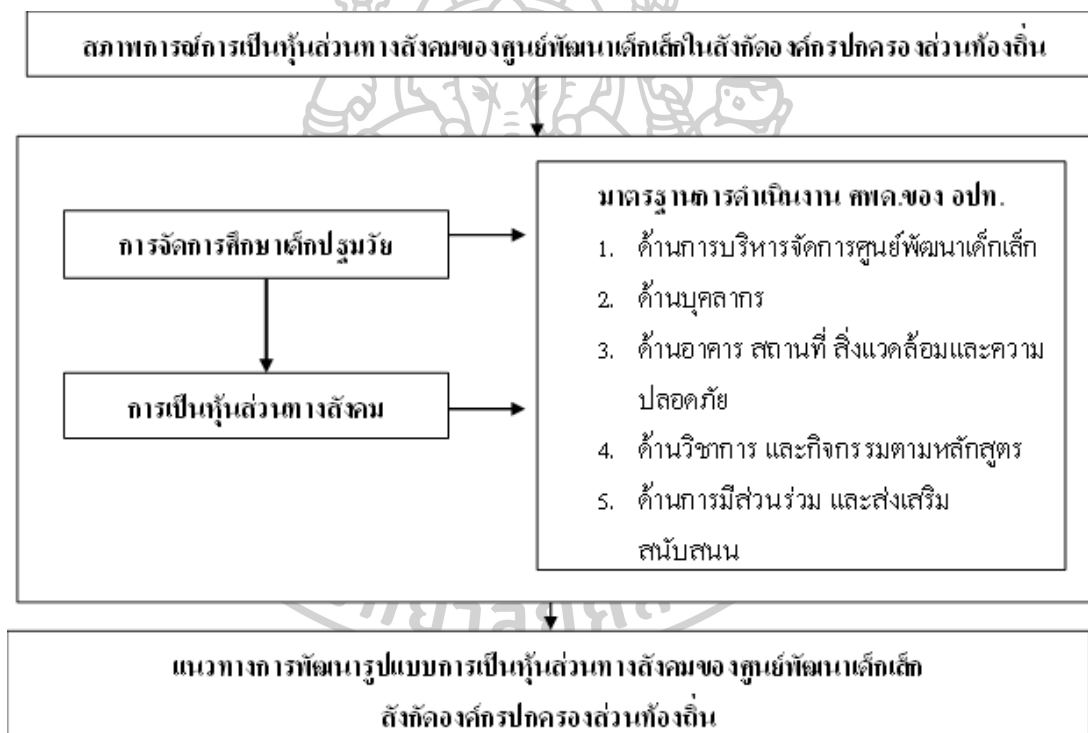 สภาพการณ์การเป็นหุ้นส่วนทางสังคมของศูนย์พัฒนาเด็กเล็กในสังกัดองค์กรปกครองส่วนท้องถิ่น
การจัดการศึกษาเด็กปฐมวัย
การเป็นหุ้นส่วนทางสังคม
มาตรฐานการดำเนินงาน ศพด.ของ อปท.
1. ด้านการบริหารจัดการศูนย์พัฒนาเด็กเล็ก
2. ด้านบุคลากร
3. ด้านอาคาร สถานที่ สิ่งแวดล้อมและความ
ปลอดภัย
4. ด้านวิชาการ และกิจกรรมตามหลักสูตร
5. ด้านการมีส่วนร่วม และส่งเสริม
สนับสนุน
แนวทางการพัฒนารูปแบบการเป็นหุ้นส่วนทางสังคมของศูนย์พัฒนาเด็กเล็ก
สังกัดองค์กรปกครองส่วนท้องถิ่น